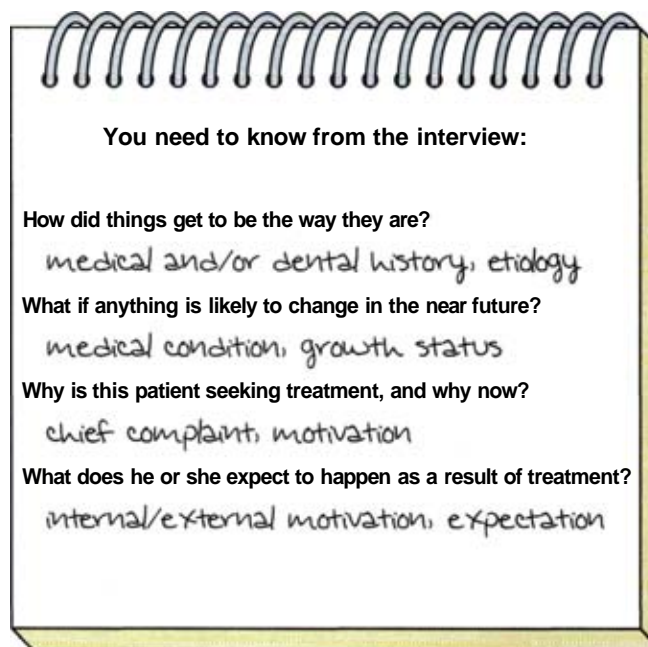 You need to know from the interview:
How did things get to be the way they are?
medical and/or dental history, etiology
What if anything is likely to change in the near future?
medical condition, growth status
Why is this patient seeking treatment, and why now?
chief complaint, motivation
What does he or she expect to happen as a result of treatment?
internal/external motivation, expectation